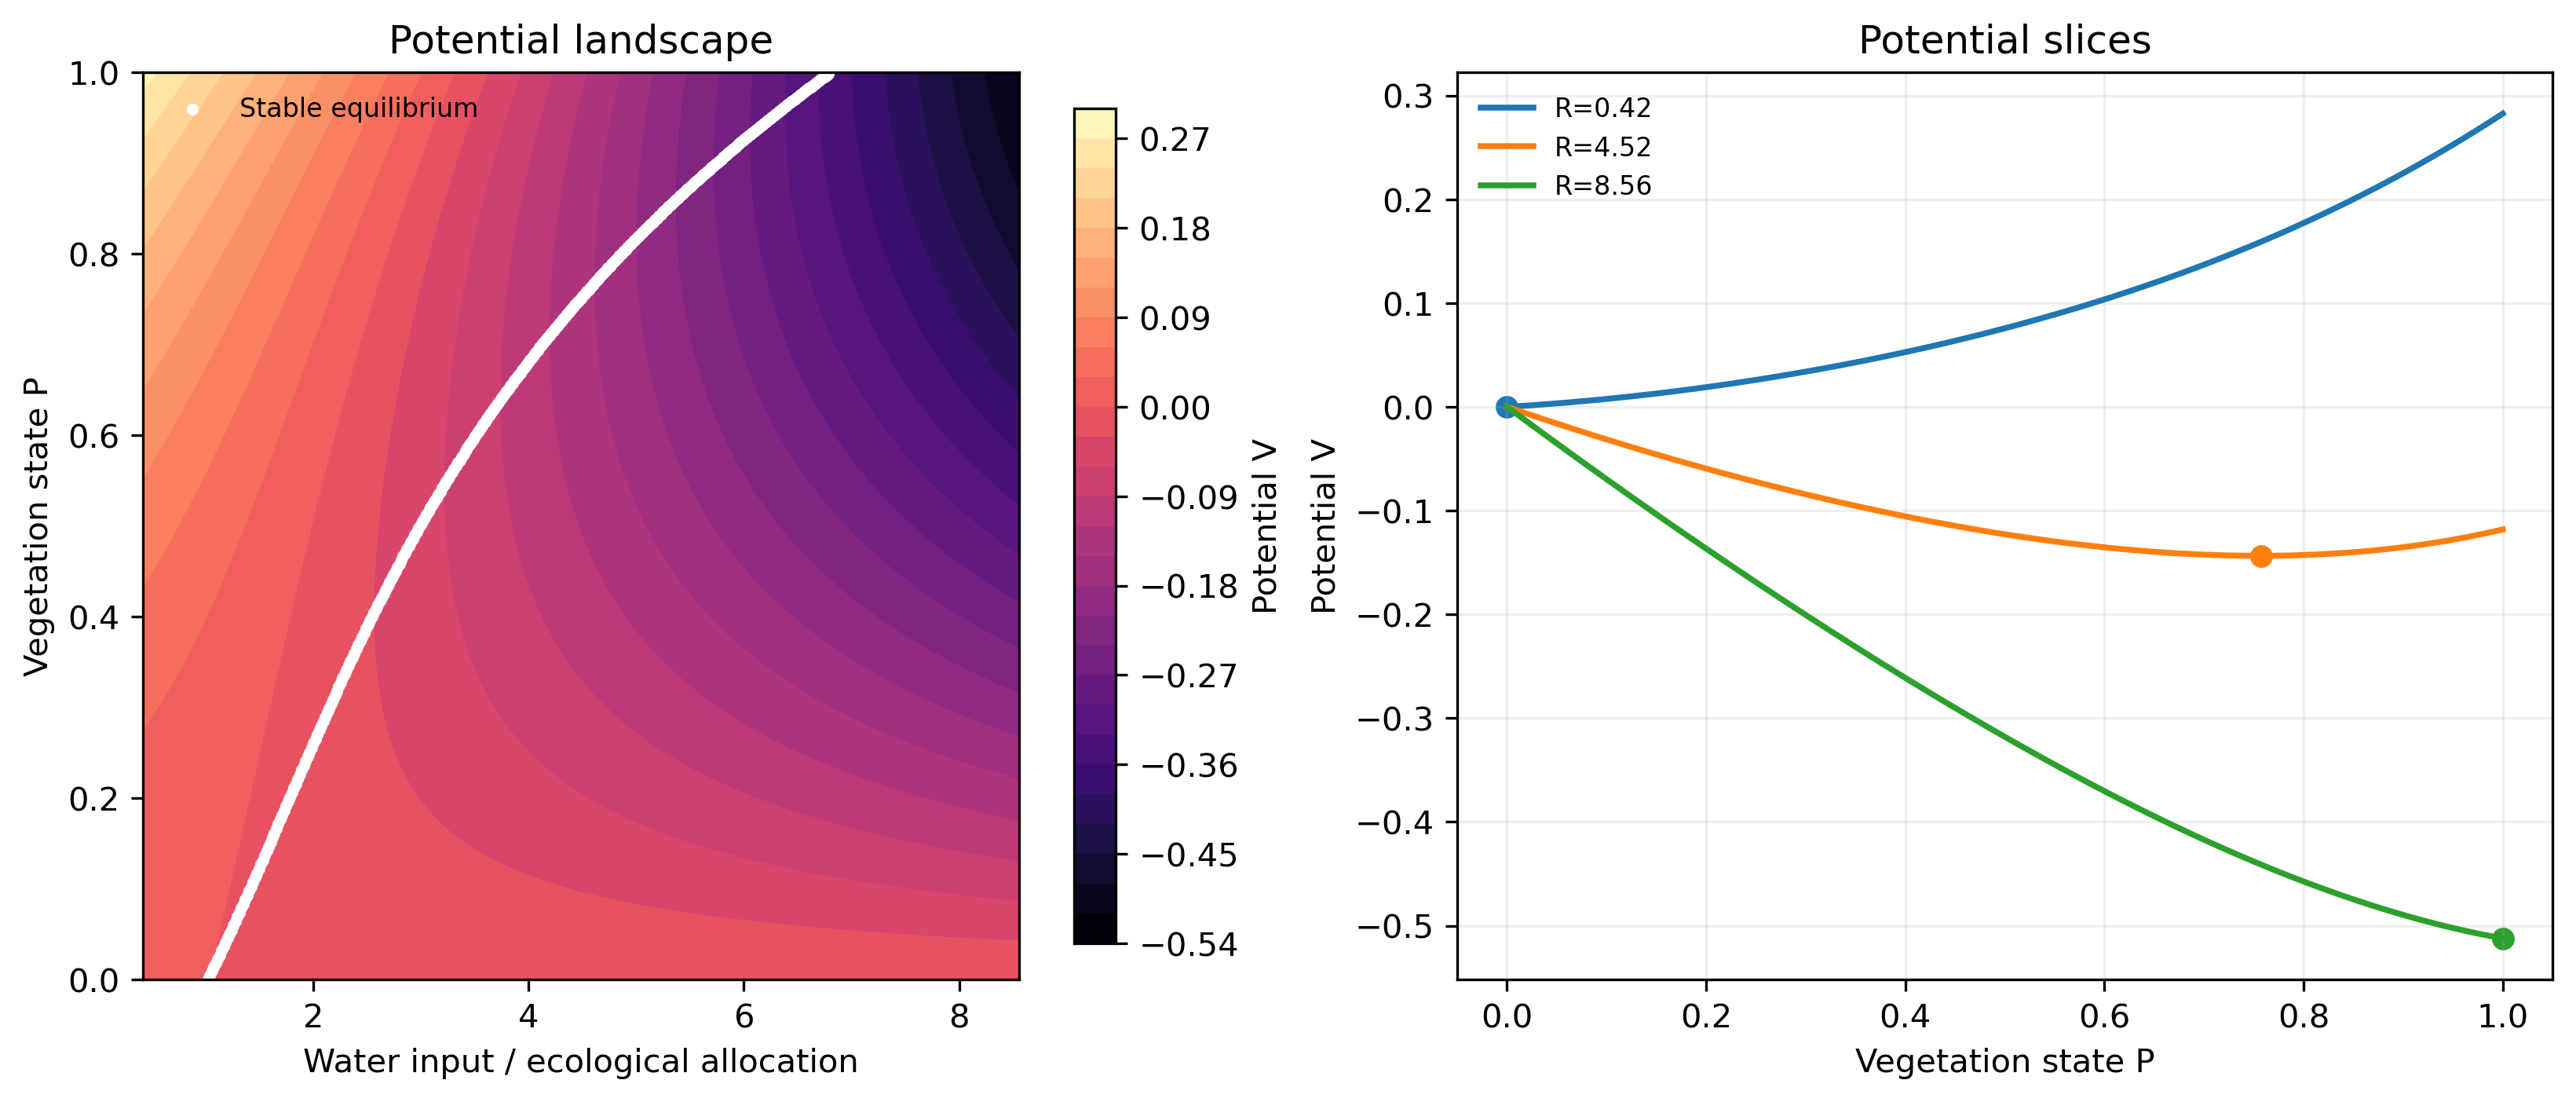 Potential landscape
1.0
0.8
0.6
0.4
0.2
0.0
Vegetation state P
Stable equilibrium
2 4 6 8
Water input / ecological allocation
0.27
0.18
0.09
0.00
−0.09
−0.18
−0.27
−0.36
−0.45
−0.54
Potential V
Potential slices
0.3
0.2
0.1
0.0
−0.1
−0.2
−0.3
−0.4
−0.5
Potential V
R=0.42
R=4.52
R=8.56
0.0 0.2 0.4 0.6 0.8 1.0
Vegetation state P